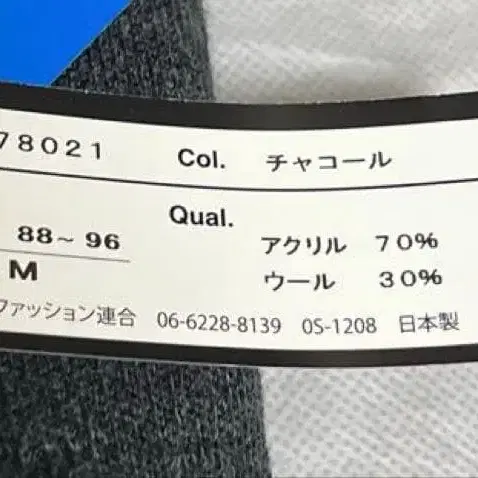 78021 Col. チャコール
Qual.
88～96 アクリル 70%
M ウール 30%
ファッション連合 06-6228-8139 OS-1208 日本製